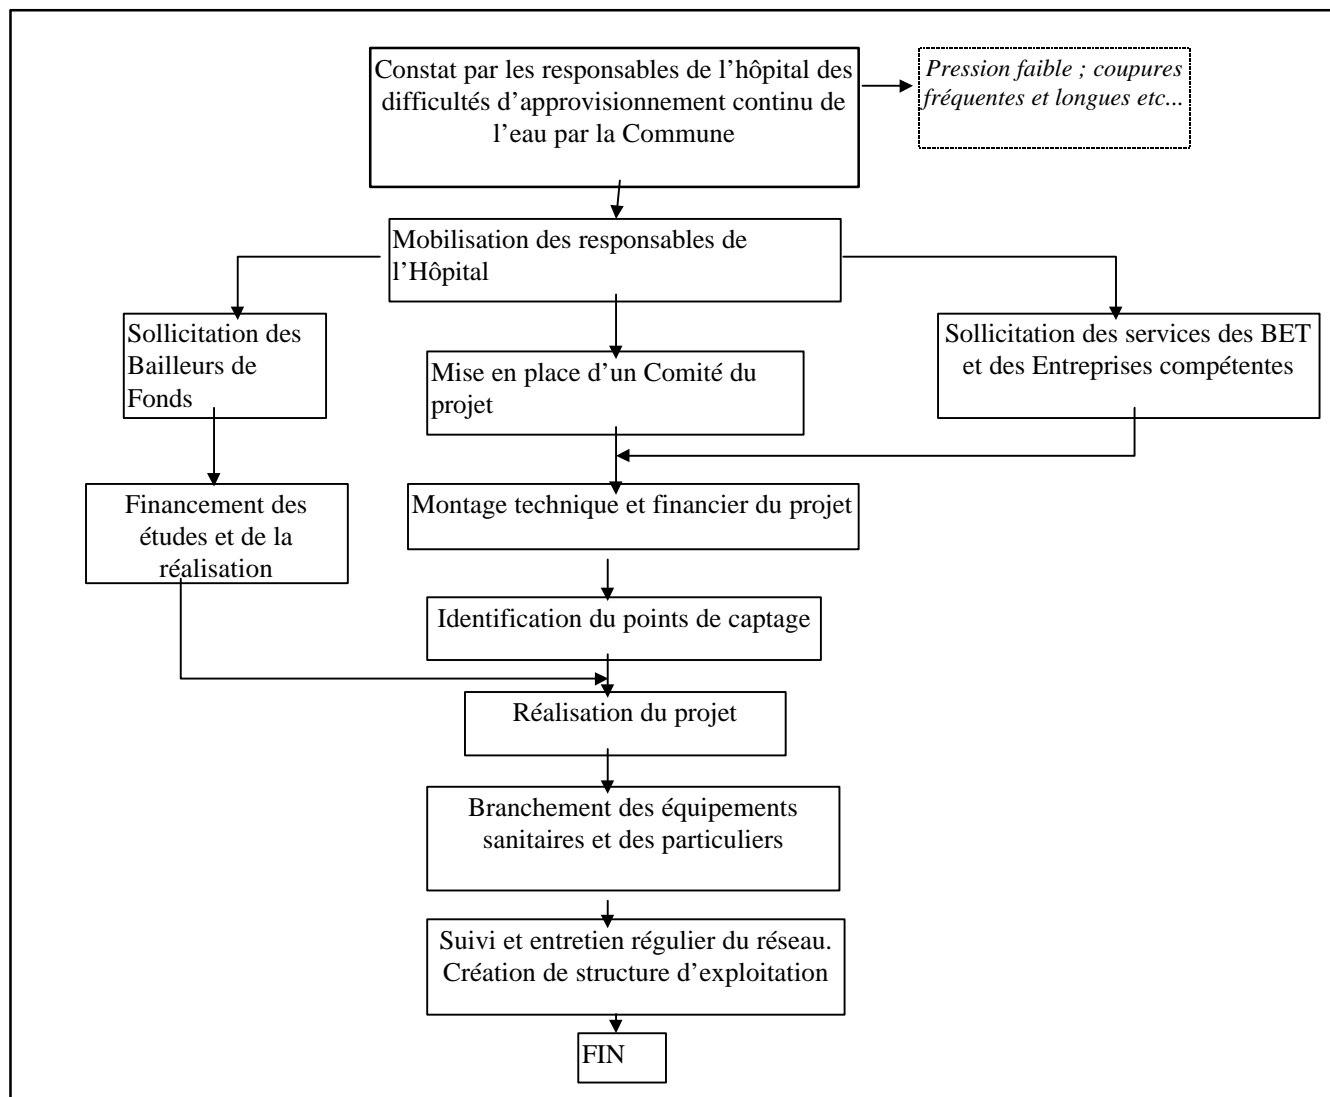 Constat par les responsables de l’hôpital des
difficultés d’approvisionnement continu de
l’eau par la Commune
Pression faible ; coupures
fréquentes et longues etc...
Mobilisation des responsables de
l’Hôpital
Sollicitation des
Bailleurs de
Fonds
Mise en place d’un Comité du
projet
Sollicitation des services des BET
et des Entreprises compétentes
Financement des
études et de la
réalisation
Montage technique et financier du projet
Identification du points de captage
Réalisation du projet
Branchement des équipements
sanitaires et des particuliers
Suivi et entretien régulier du réseau.
Création de structure d’exploitation
FIN